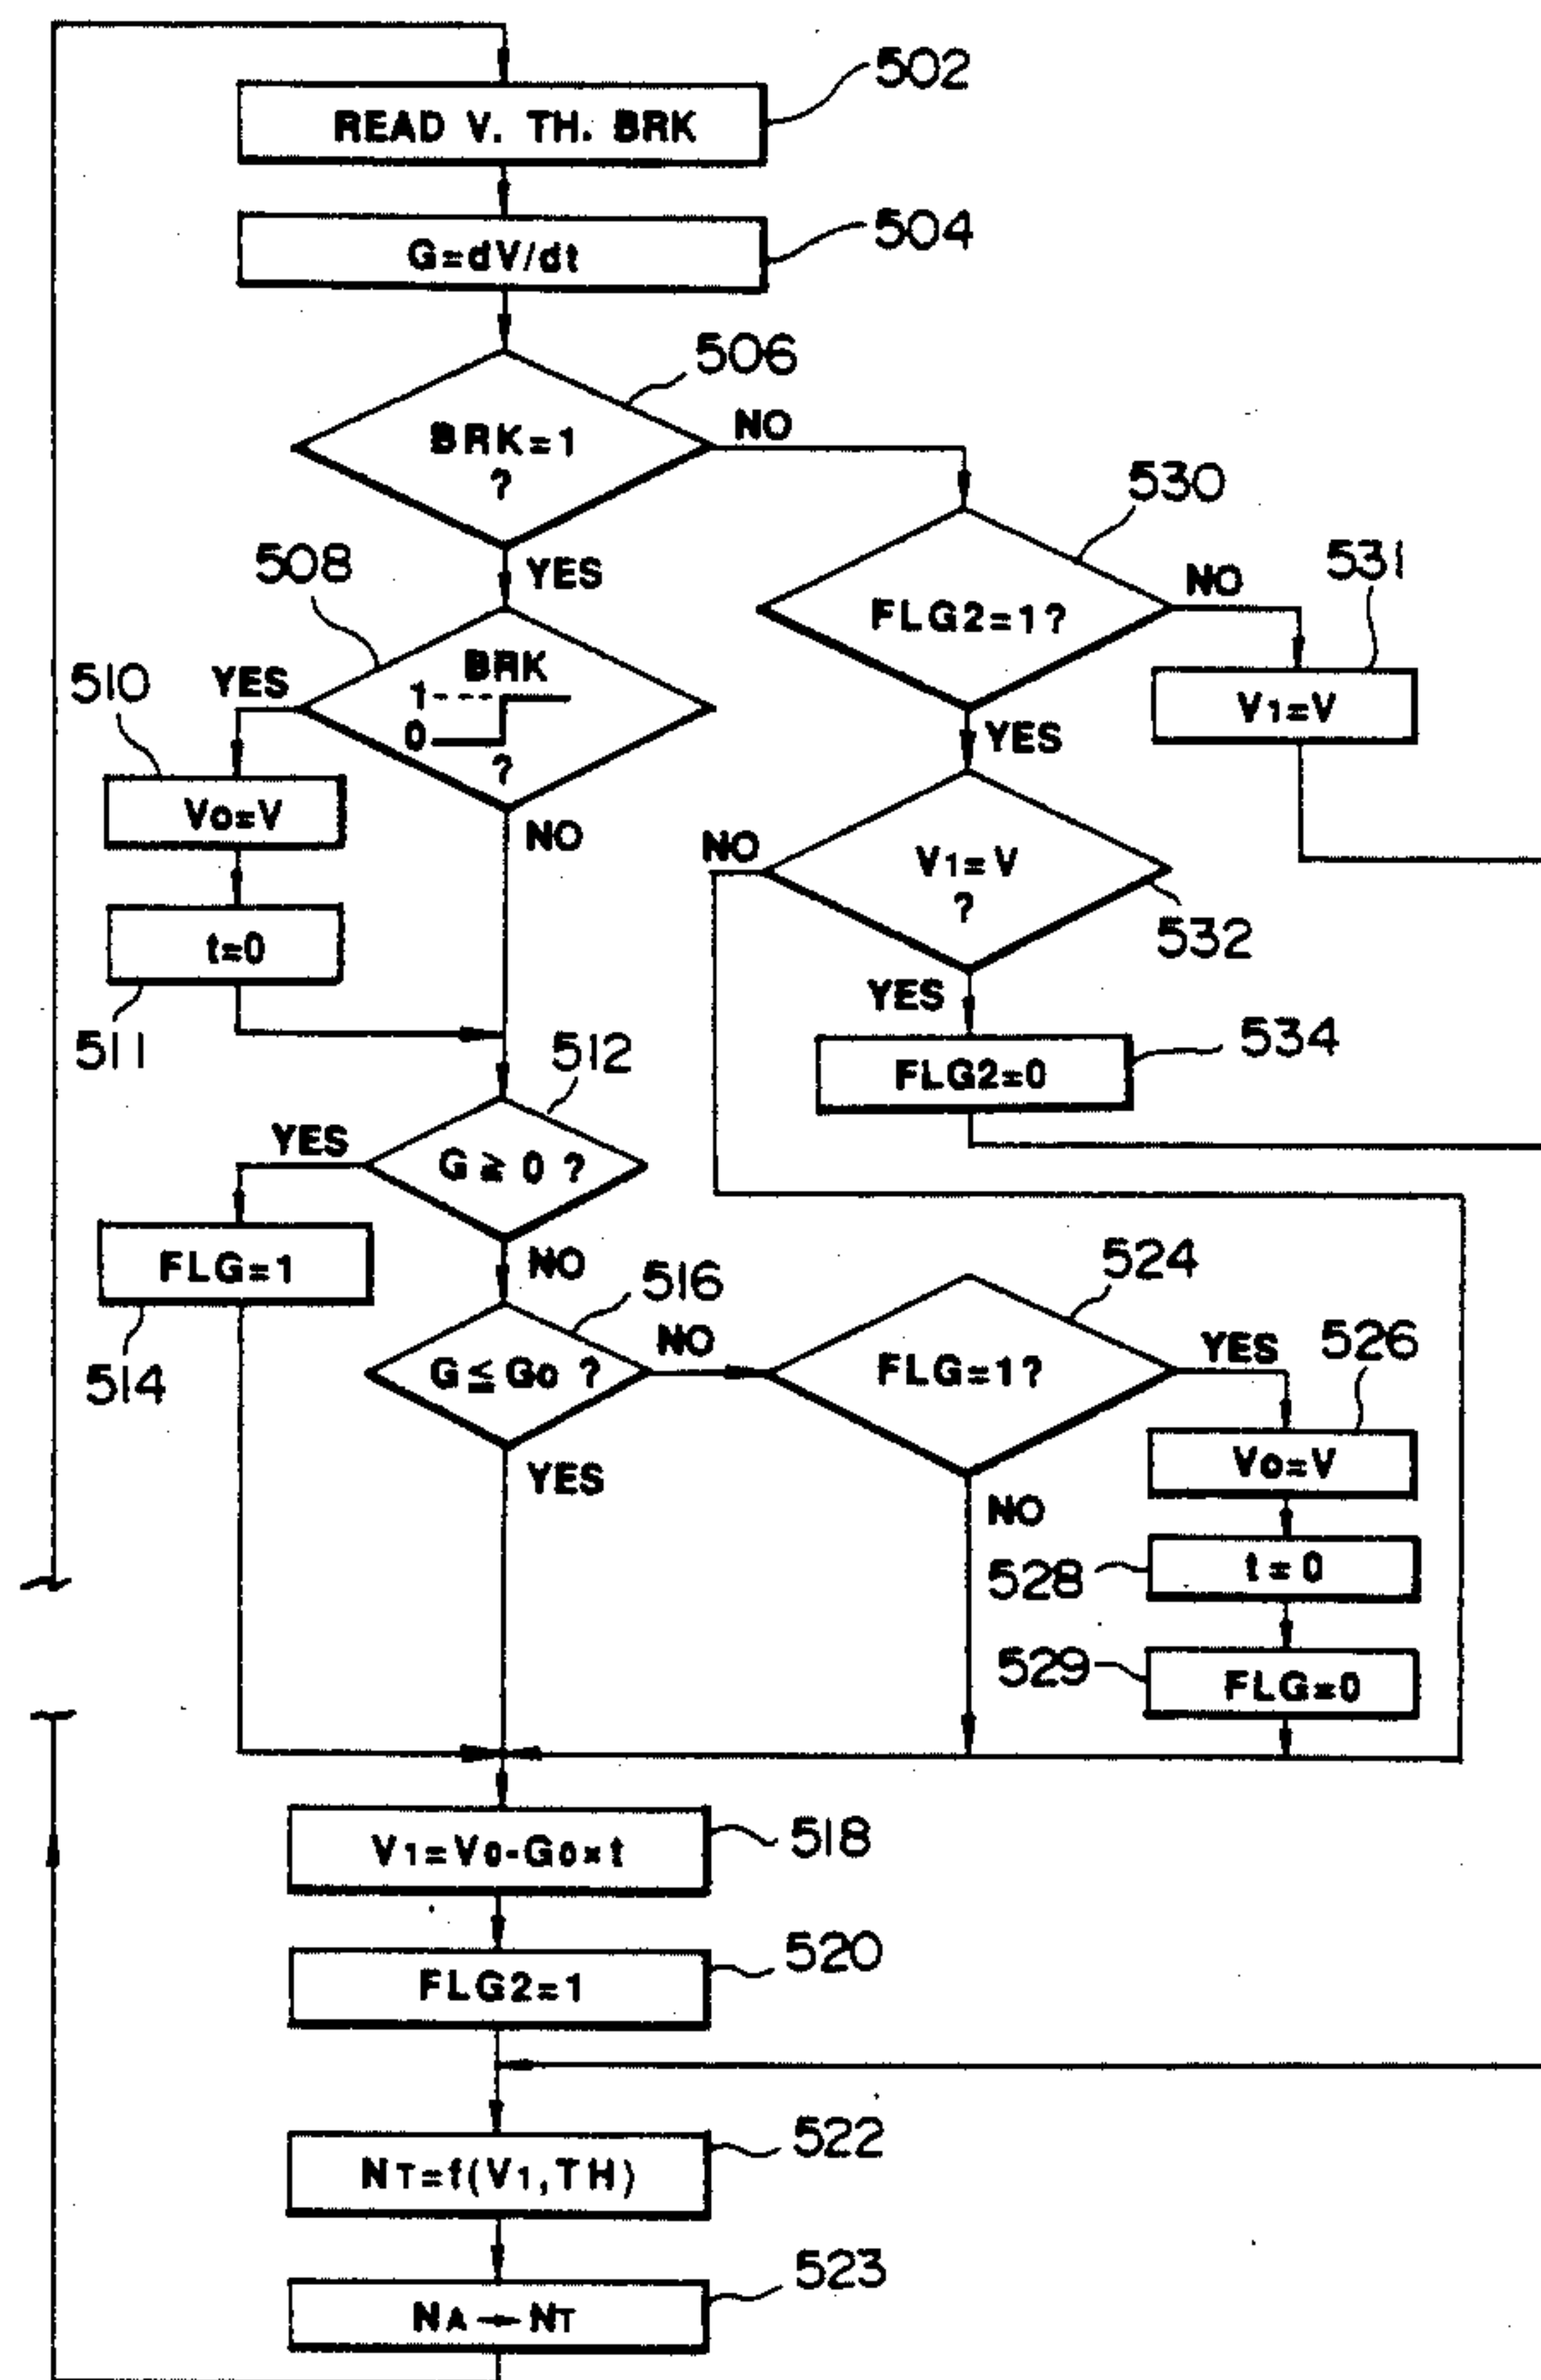 502
READ V. TH. BRK
504
G=dV/dt
506
BRK=1
?
NO
YES
530
FLG2=1?
NO
531
V1=V
YES
508
BRK
1
0
?
YES
510
Vo=V
t=0
511
NO
NO
V1=V
?
532
YES
534
FLG2=0
512
G ≧ 0 ?
YES
FLG=1
514
NO
516
G ≤ Go ?
NO
YES
524
FLG=1?
YES
526
Vo=V
NO
528
t=0
529
FLG=0
V1=Vo-Go×t
518
FLG2=1
520
NT=f(V1,TH)
522
NA→NT
523